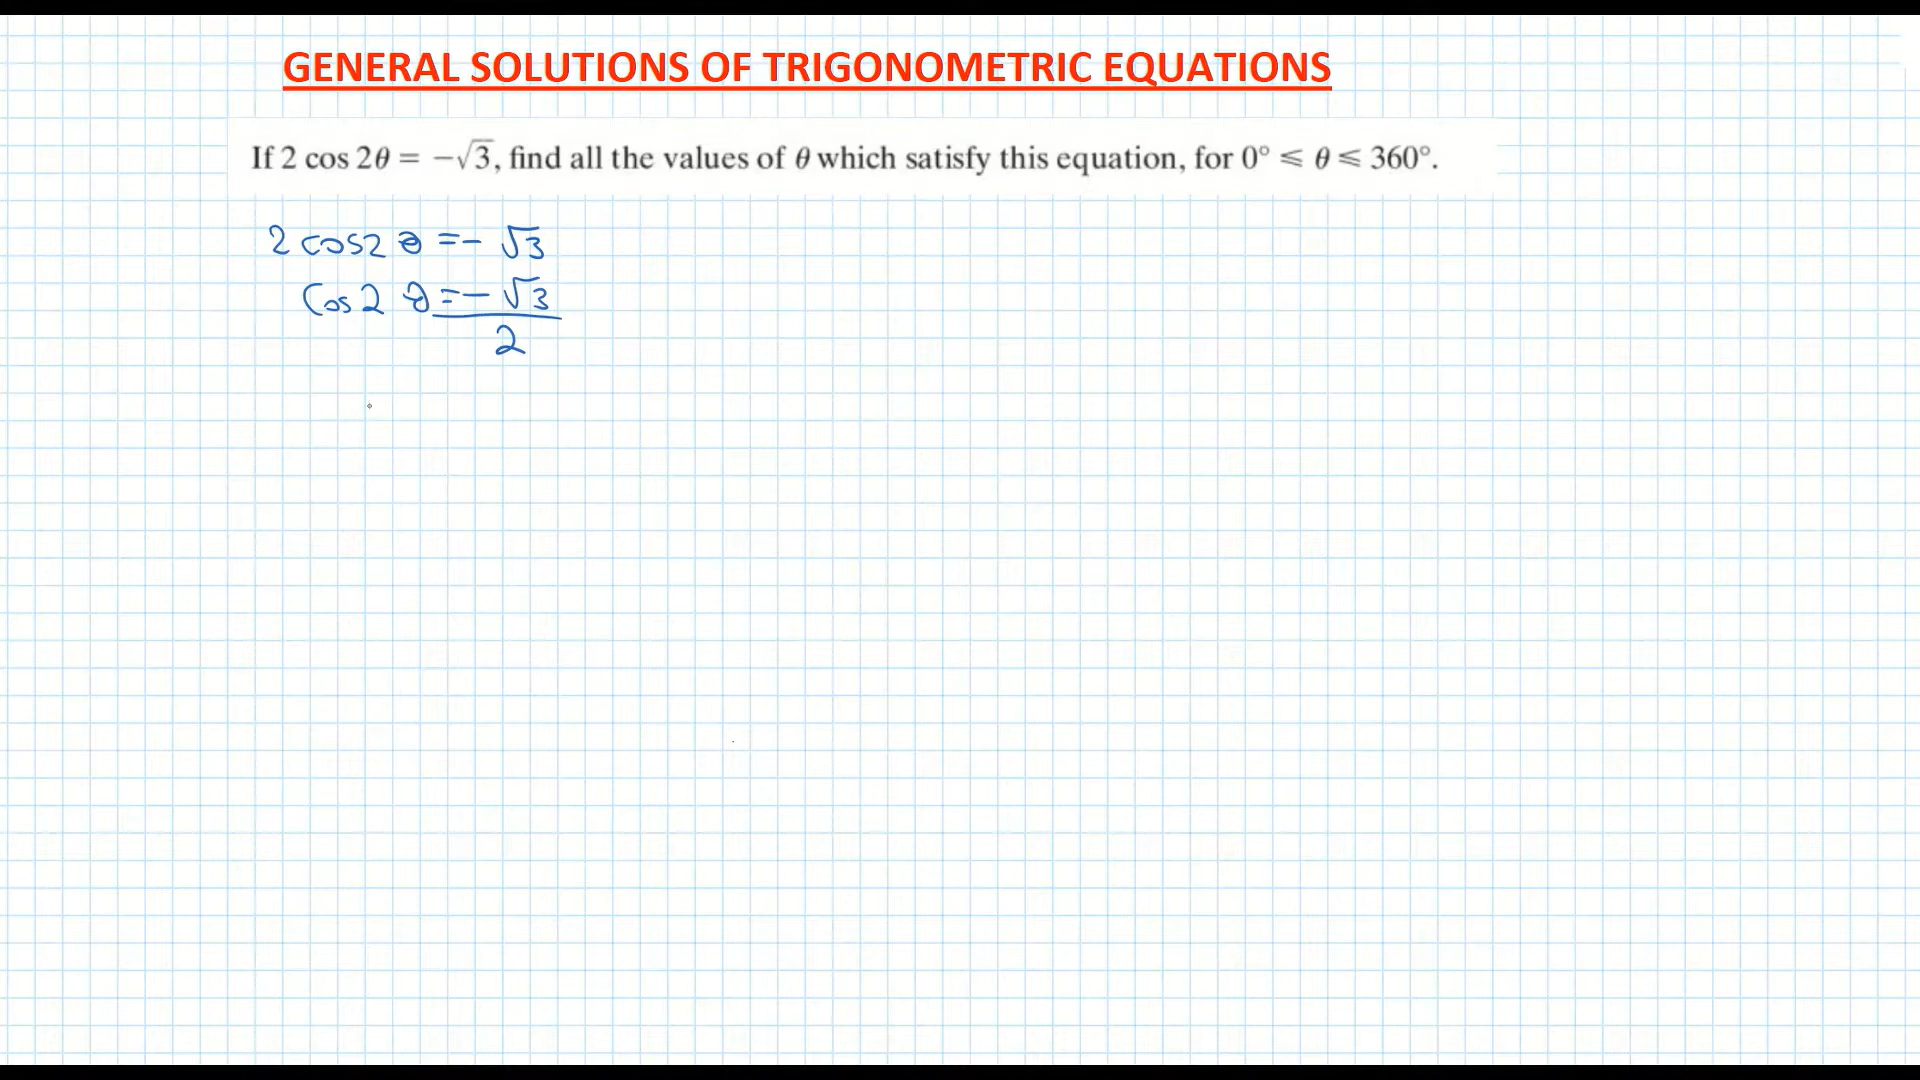 GENERAL SOLUTIONS OF TRIGONOMETRIC EQUATIONS
If 2 cos 2θ = −√3, find all the values of θ which satisfy this equation, for 0° ⩽ θ ⩽ 360°.
2 cos2 θ = − √3
Cos 2 θ = − √3
2